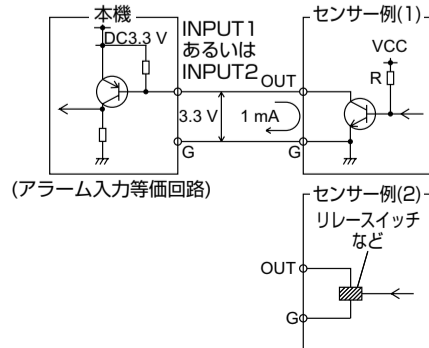 本機
DC3.3 V
INPUT1
あるいは
INPUT2
3.3 V
1 mA
G
(アラーム入力等価回路)
センサー例(1)
VCC
R
OUT
G
センサー例(2)
リレースイッチ
など
OUT
G